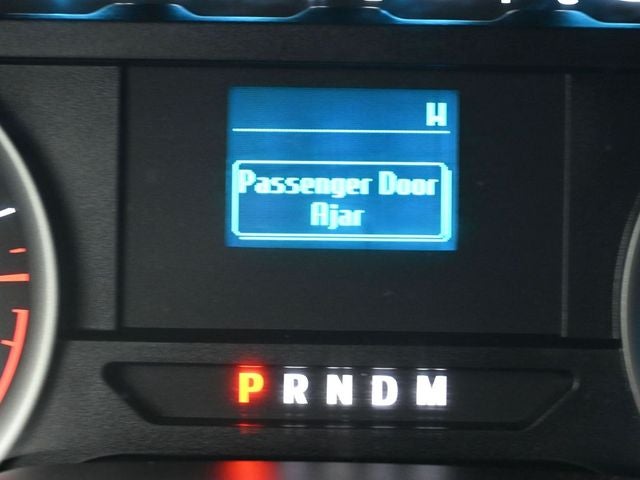 W
Passenger Door
Ajar
P R N D M